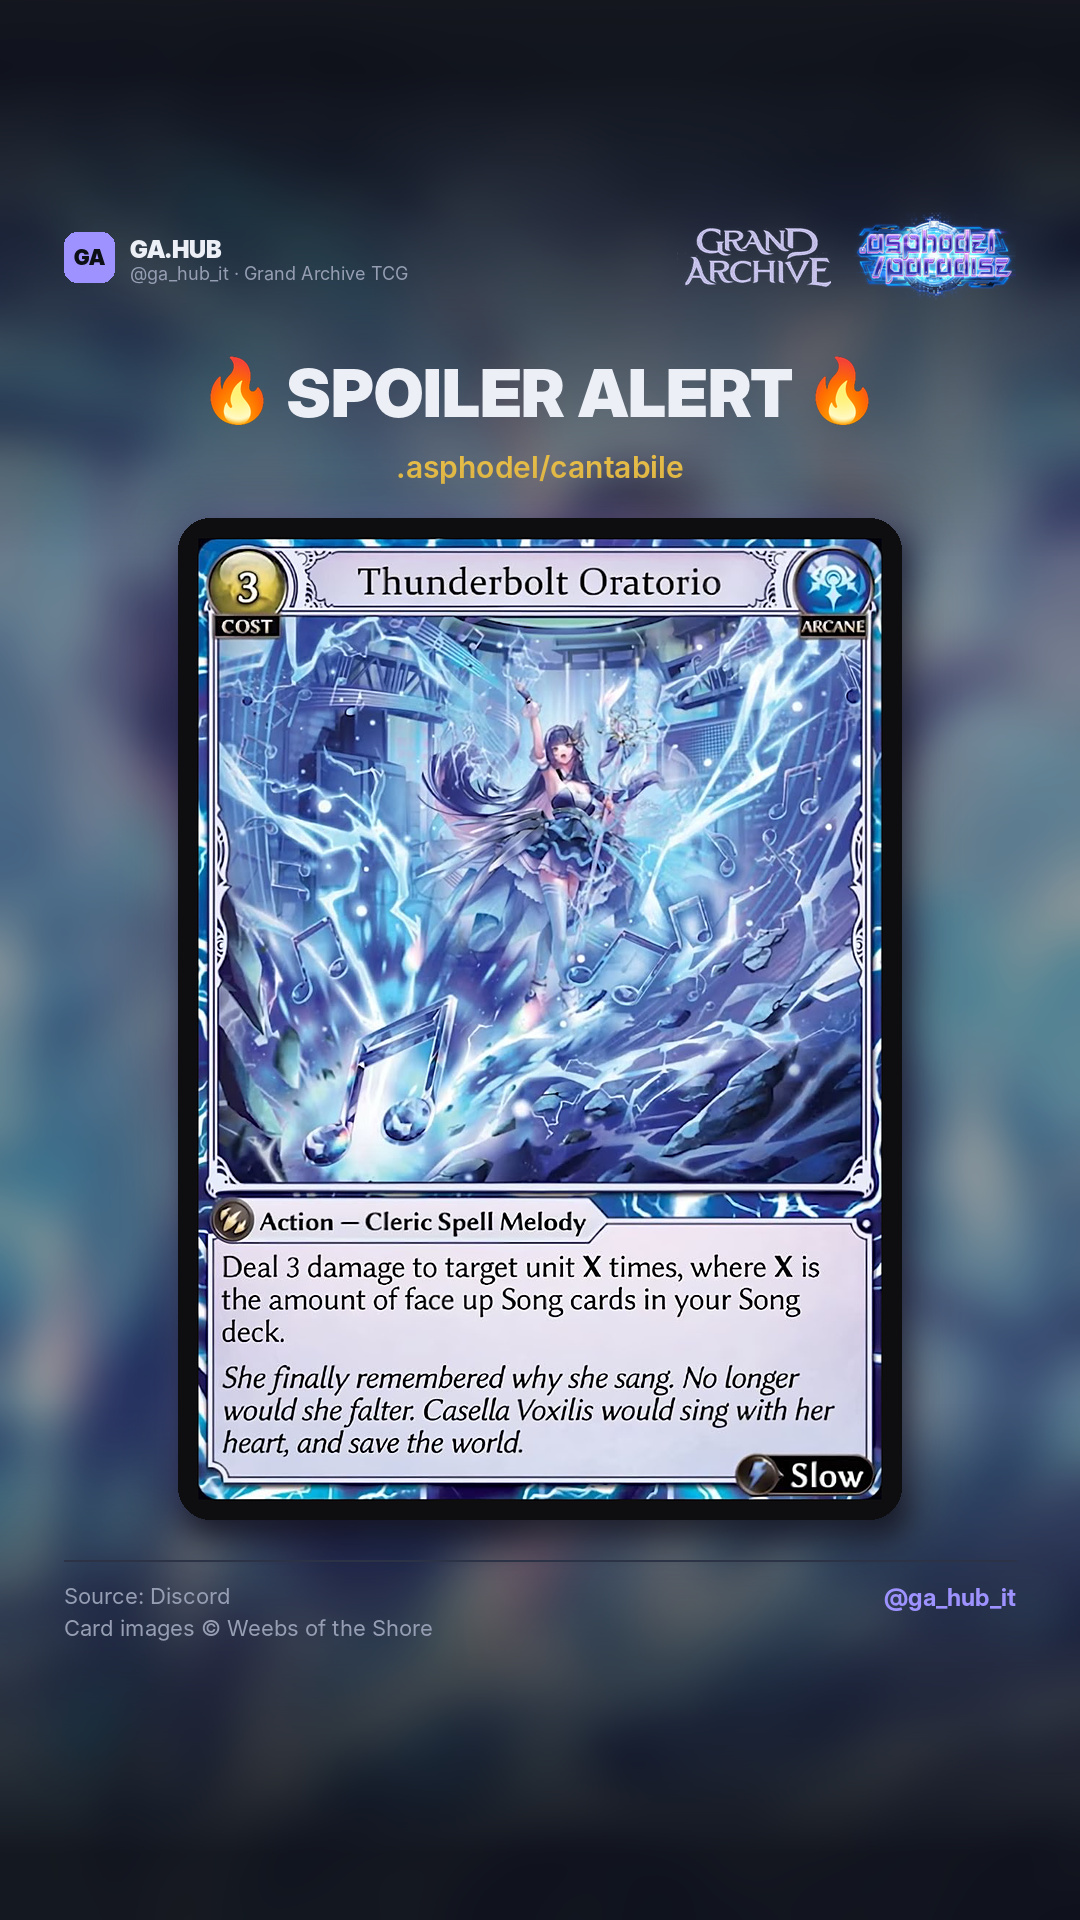 GA
GA.HUB
@ga_hub_it · Grand Archive TCG
GRAND
ARCHIVE
.asphodel
/paradise
🔥 SPOILER ALERT 🔥
.asphodel/cantabile
3
COST
Thunderbolt Oratorio
ARCANE
Action — Cleric Spell Melody
Deal 3 damage to target unit X times, where X is
the amount of face up Song cards in your Song
deck.
She finally remembered why she sang. No longer
would she falter. Casella Voxilis would sing with her
heart, and save the world.
Slow
Source: Discord
Card images © Weebs of the Shore
@ga_hub_it